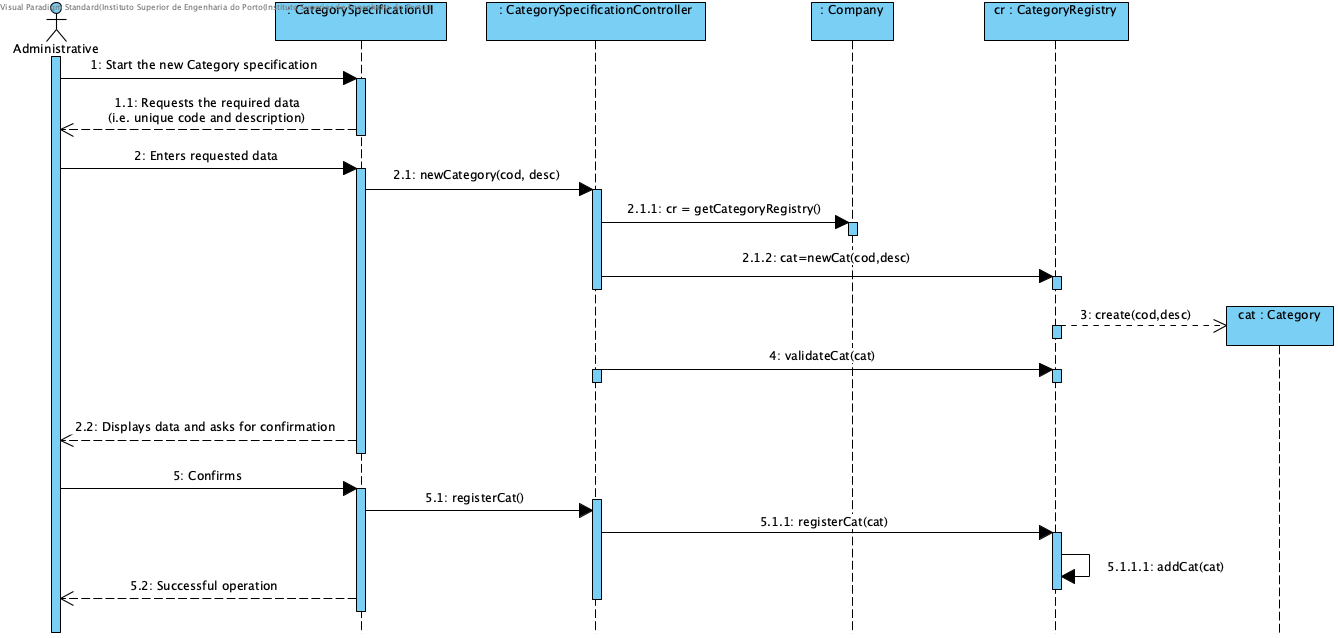 Visual Paradigm Standard(Instituto Superior de Engenharia do Porto(Instituto
: CategorySpecificationUI
: CategorySpecificationController
: Company
cr : CategoryRegistry
Administrative
1: Start the new Category specification
1.1: Requests the required data
(i.e. unique code and description)
2: Enters requested data
2.1: newCategory(cod, desc)
2.1.1: cr = getCategoryRegistry()
2.1.2: cat=newCat(cod,desc)
3: create(cod,desc)
cat : Category
4: validateCat(cat)
2.2: Displays data and asks for confirmation
5: Confirms
5.1: registerCat()
5.1.1: registerCat(cat)
5.1.1.1: addCat(cat)
5.2: Successful operation